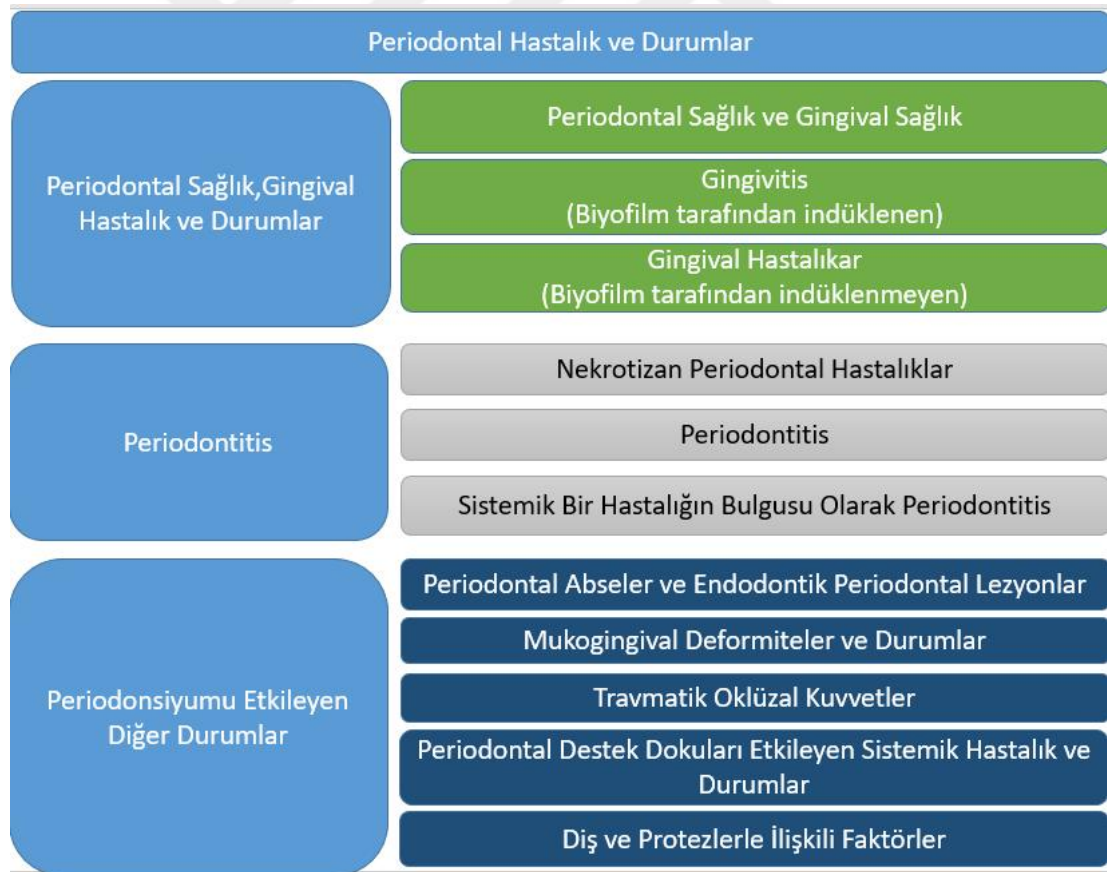 Periodontal Hastalık ve Durumlar
Periodontal Sağlık,Gingival
Hastalık ve Durumlar
Periodontal Sağlık ve Gingival Sağlık
Gingivitis
(Biyofilm tarafından indüklenen)
Gingival Hastalıkar
(Biyofilm tarafından indüklenmeyen)
Periodontitis
Nekrotizan Periodontal Hastalıklar
Periodontitis
Sistemik Bir Hastalığın Bulgusu Olarak Periodontitis
Periodonsiyumu Etkileyen
Diğer Durumlar
Periodontal Abseler ve Endodontik Periodontal Lezyonlar
Mukogingival Deformiteler ve Durumlar
Travmatik Oklüzal Kuvvetler
Periodontal Destek Dokuları Etkileyen Sistemik Hastalık ve
Durumlar
Diş ve Protezlerle İlişkili Faktörler